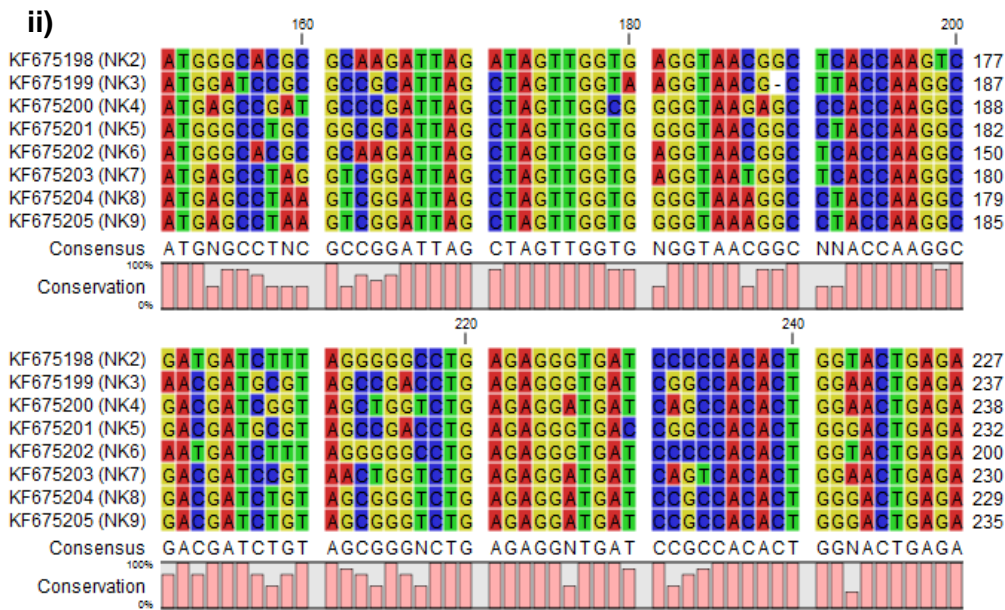 ii)
160 180 200
KF675198 (NK2) ATGGGCACGC GCAAGATTAG ATAGTTGGTG AGGTAACGGC TCACCAAGTC 177
KF675199 (NK3) ATGGATCCGC GCCGCATTAG CTAGTTGGTA AGGTAACG-C TTACCAAGGC 187
KF675200 (NK4) ATGAGCCGAT GCCCGATTAG CTAGTTGGCG GGGTAAGAGC CCACCAAGGC 188
KF675201 (NK5) ATGGGCCTGC GGCGCATTAG CTAGTTGGTG GGGTAACGGC CTACCAAGGC 182
KF675202 (NK6) ATGGGCACGC GCAAGATTAG CTAGTTGGTG AGGTAACGGC TCACCAAGGC 150
KF675203 (NK7) ATGAGCCTAG GTCGGATTAG CTAGTTGGTG AGGTAATGGC TCACCAAGGC 180
KF675204 (NK8) ATGAGCCTAA GTCGGATTAG CTAGTTGGTG GGGTAAAGGC CCTACCAAGGC 179
KF675205 (NK9) ATGAGCCTAA GTCGGATTAG CTAGTTGGTG GGGTAAAGGC CTACCAAGGC 185
Consensus ATGNGCCTNC GCCGGATTAG CTAGTTGGTG NGGTAACGGC NNACCAAGGC
100%
Conservation
0%
220 240
KF675198 (NK2) GATGATCTTT AGGGGGCCTG AGAGGGTGAT CCCCCACACT GGTACTGAGA 227
KF675199 (NK3) AACGATGCGT AGCCGACCTG AGAGGGTGAT CGGCCACACT GGAACTGAGA 237
KF675200 (NK4) GACGATCGGT AGCTGGTCTG AGAGGATGAT CAGCCACACT GGAACTGAGA 238
KF675201 (NK5) GACGATGCGT AGCCGACCTG AGAGGGTGAC CGGCCACACT GGAACTGAGA 232
KF675202 (NK6) AATGATCTTT AGGGGGCCTG AGAGGGTGAT CCCCCACACT GGTACTGAGA 200
KF675203 (NK7) GACGATCCGT AACTGGTCTG AGAGGATGAT CAGTCACACT GGAACTGAGA 230
KF675204 (NK8) GACGATCTGT AGCGGGTCTG AGAGGATGAT CCGCCACACT GGGACTGAGA 229
KF675205 (NK9) GACGATCTGT AGCGGGTCTG AGAGGATGAT CCGCCACACT GGGACTGAGA 235
Consensus GACGATCTGT AGCGGGNCTG AGAGGNTGAT CCGCCACACT GGNACTGAGA
100%
Conservation
0%